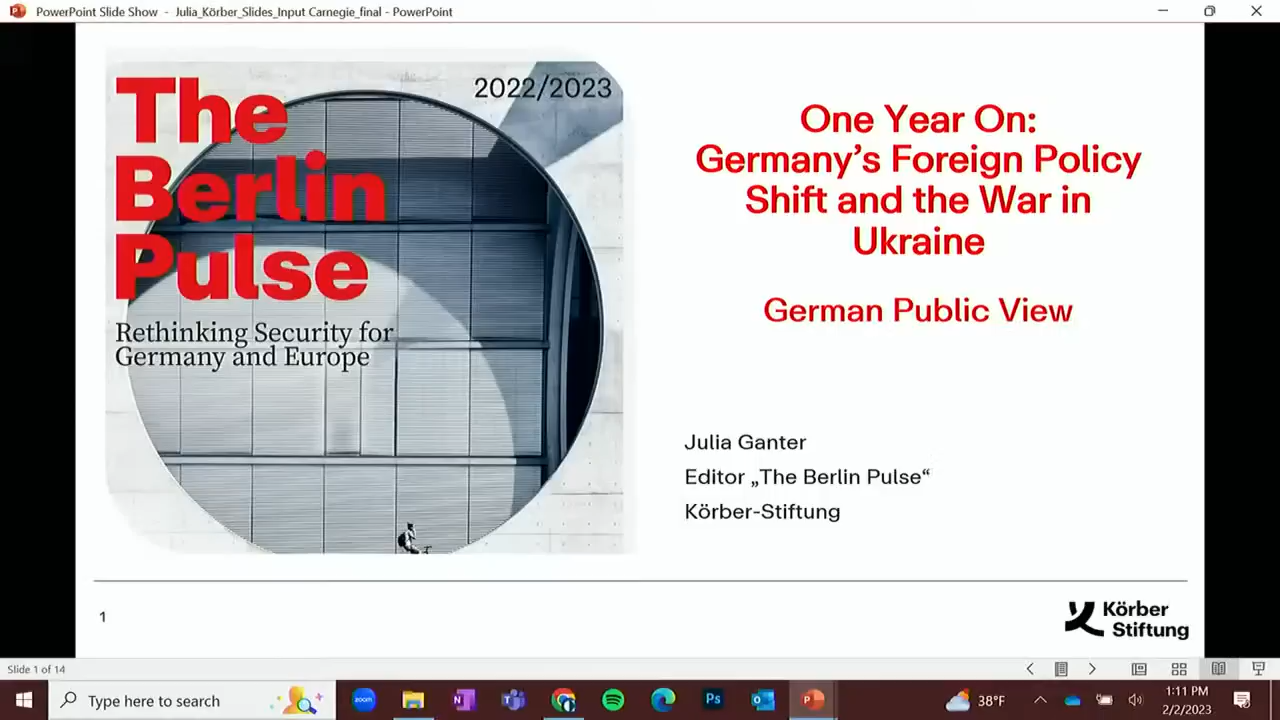 PowerPoint Slide Show - Julia_Körber_Slides_Input Carnegie_final - PowerPoint
The
Berlin
Pulse
2022/2023
Rethinking Security for
Germany and Europe
One Year On:
Germany’s Foreign Policy
Shift and the War in
Ukraine
German Public View
Julia Ganter
Editor „The Berlin Pulse“
Körber-Stiftung
1
Körber
Stiftung
Slide 1 of 14
Type here to search
zoom
N
Ps
38°F
1:11 PM
2/2/2023